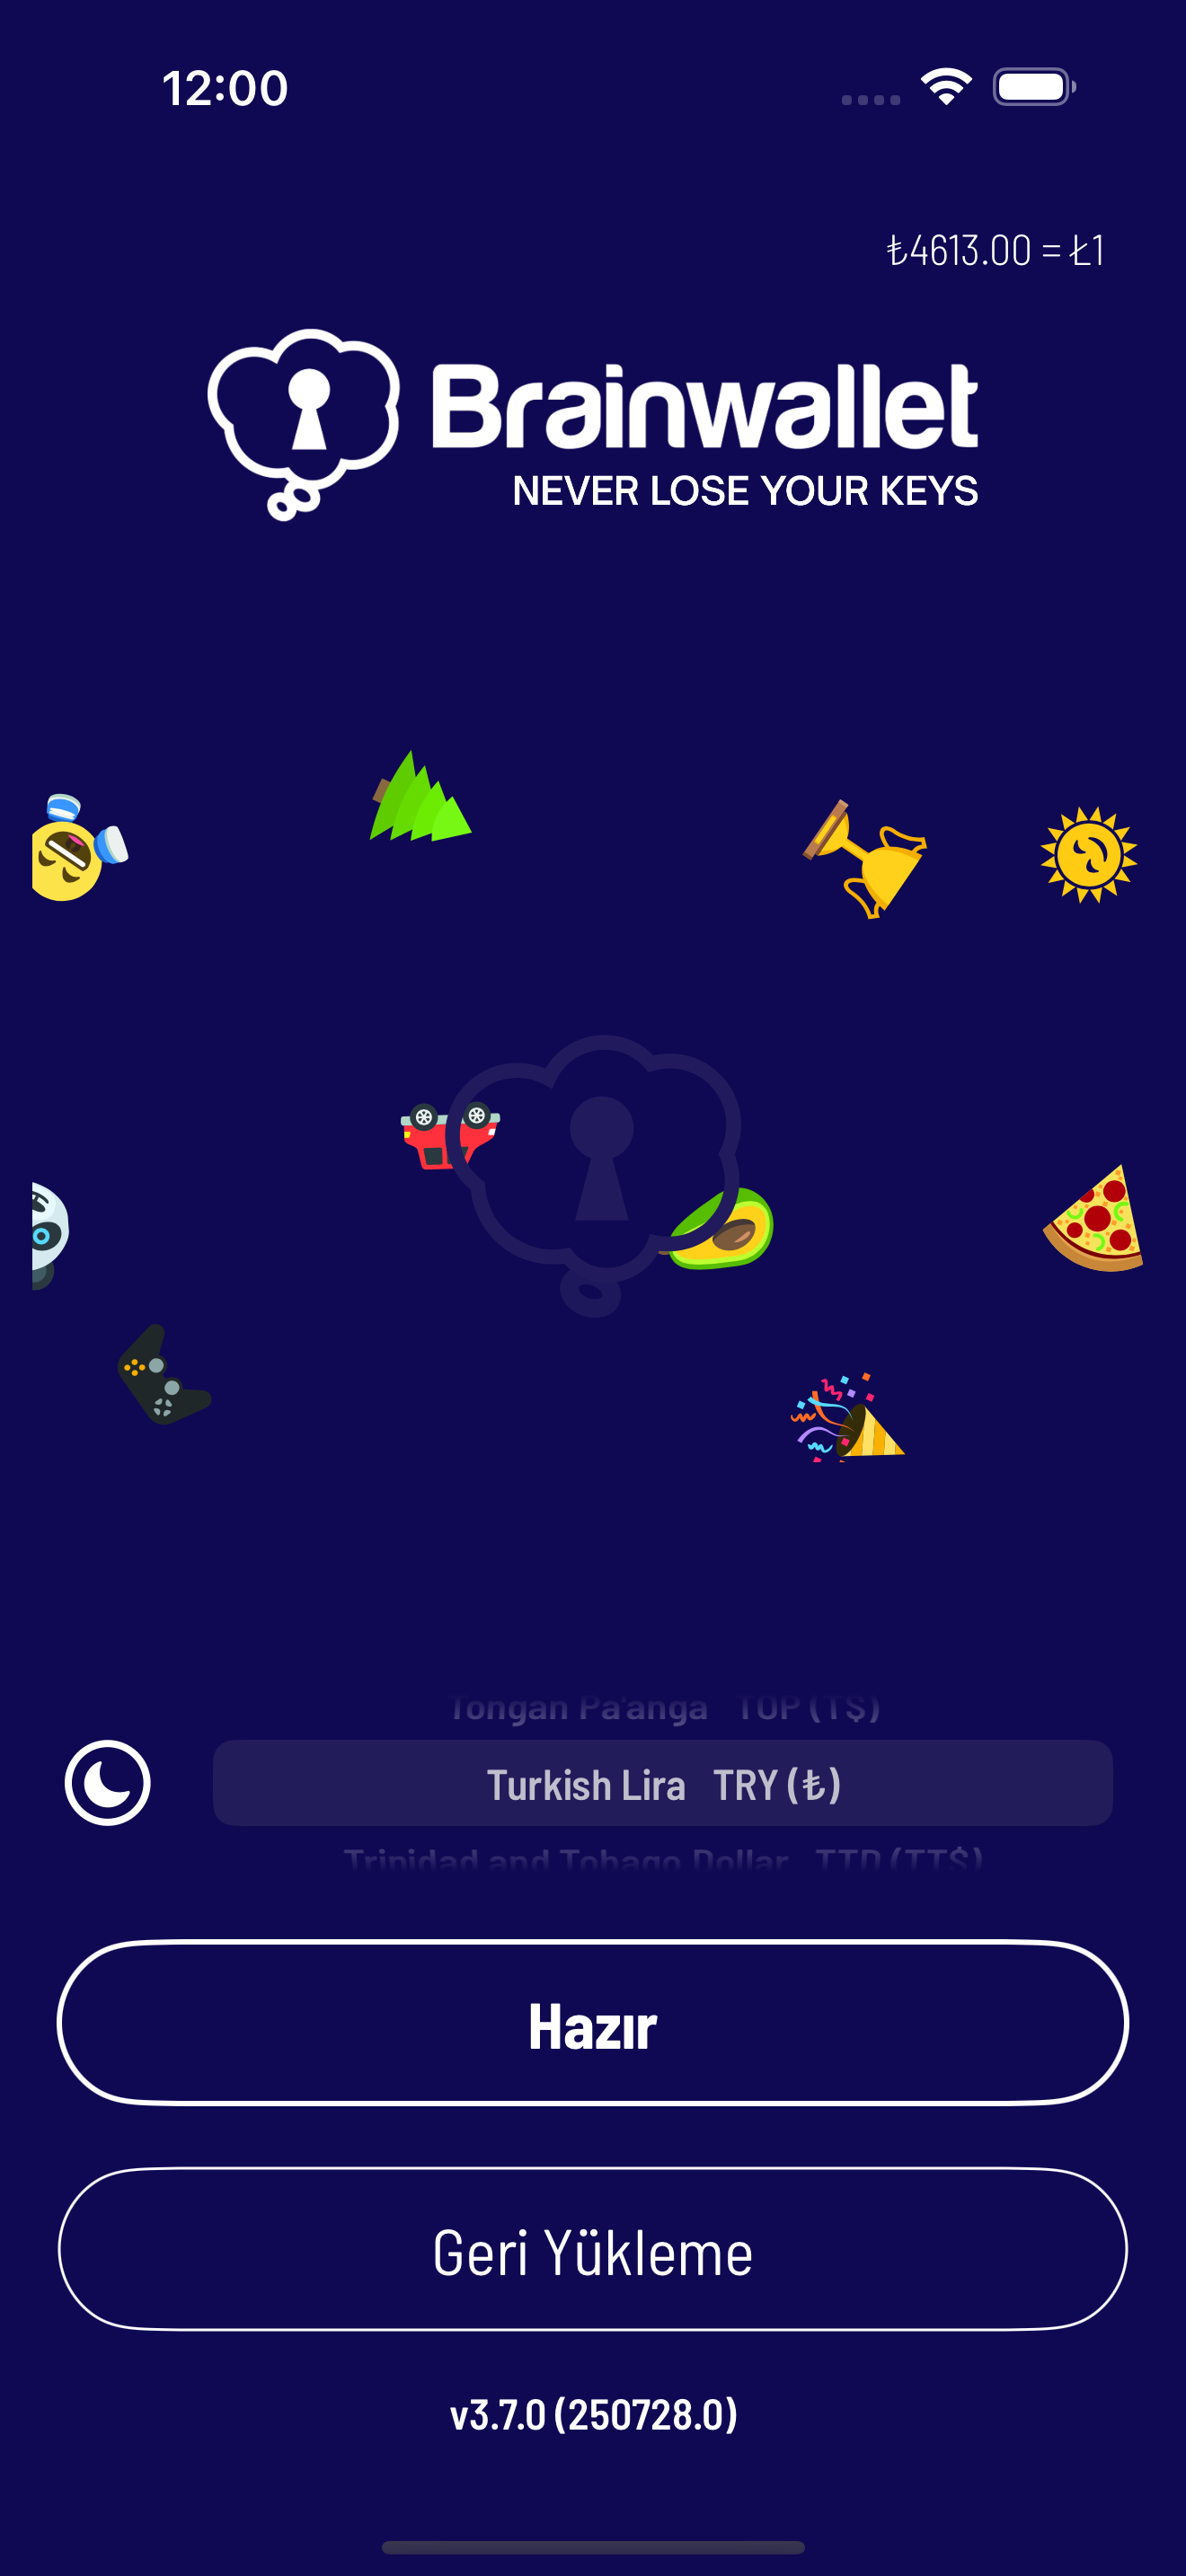 12:00
₺4613.00 = Ł1
Brainwallet
NEVER LOSE YOUR KEYS
Tongan Pa'anga TOP (T$)
Turkish Lira TRY (₺)
Trinidad and Tobago Dollar TTD (TT$)
Hazır
Geri Yükleme
v3.7.0 (250728.0)